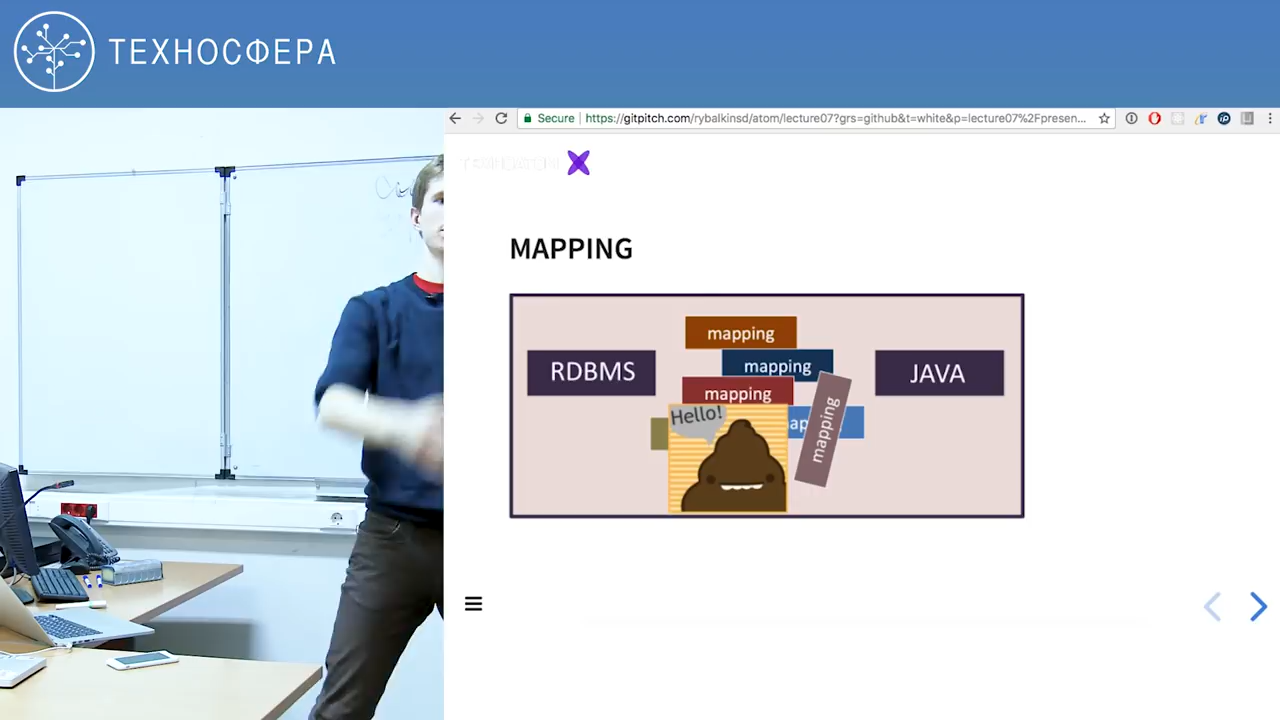 ТЕХНОСФЕРА
Secure
https://gitpitch.com/rybalkinsd/atom/lecture07?grs=github&t=white&p=lecture07%2Fpresen...
MAPPING
mapping
RDBMS
mapping
JAVA
mapping
Hello!
mapping